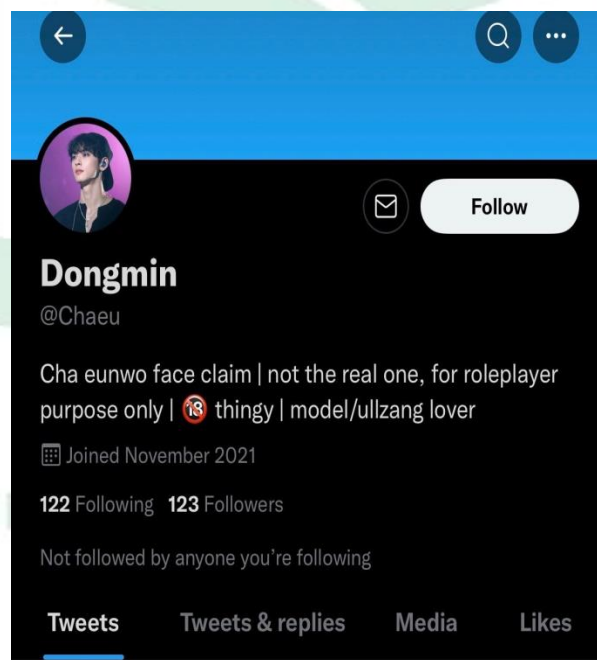 Follow
Dongmin
@Chaeu
Cha eunwo face claim | not the real one, for roleplayer
purpose only | 🔞 thingy | model/ullzang lover
Joined November 2021
122 Following 123 Followers
Not followed by anyone you're following
Tweets Tweets & replies Media Likes